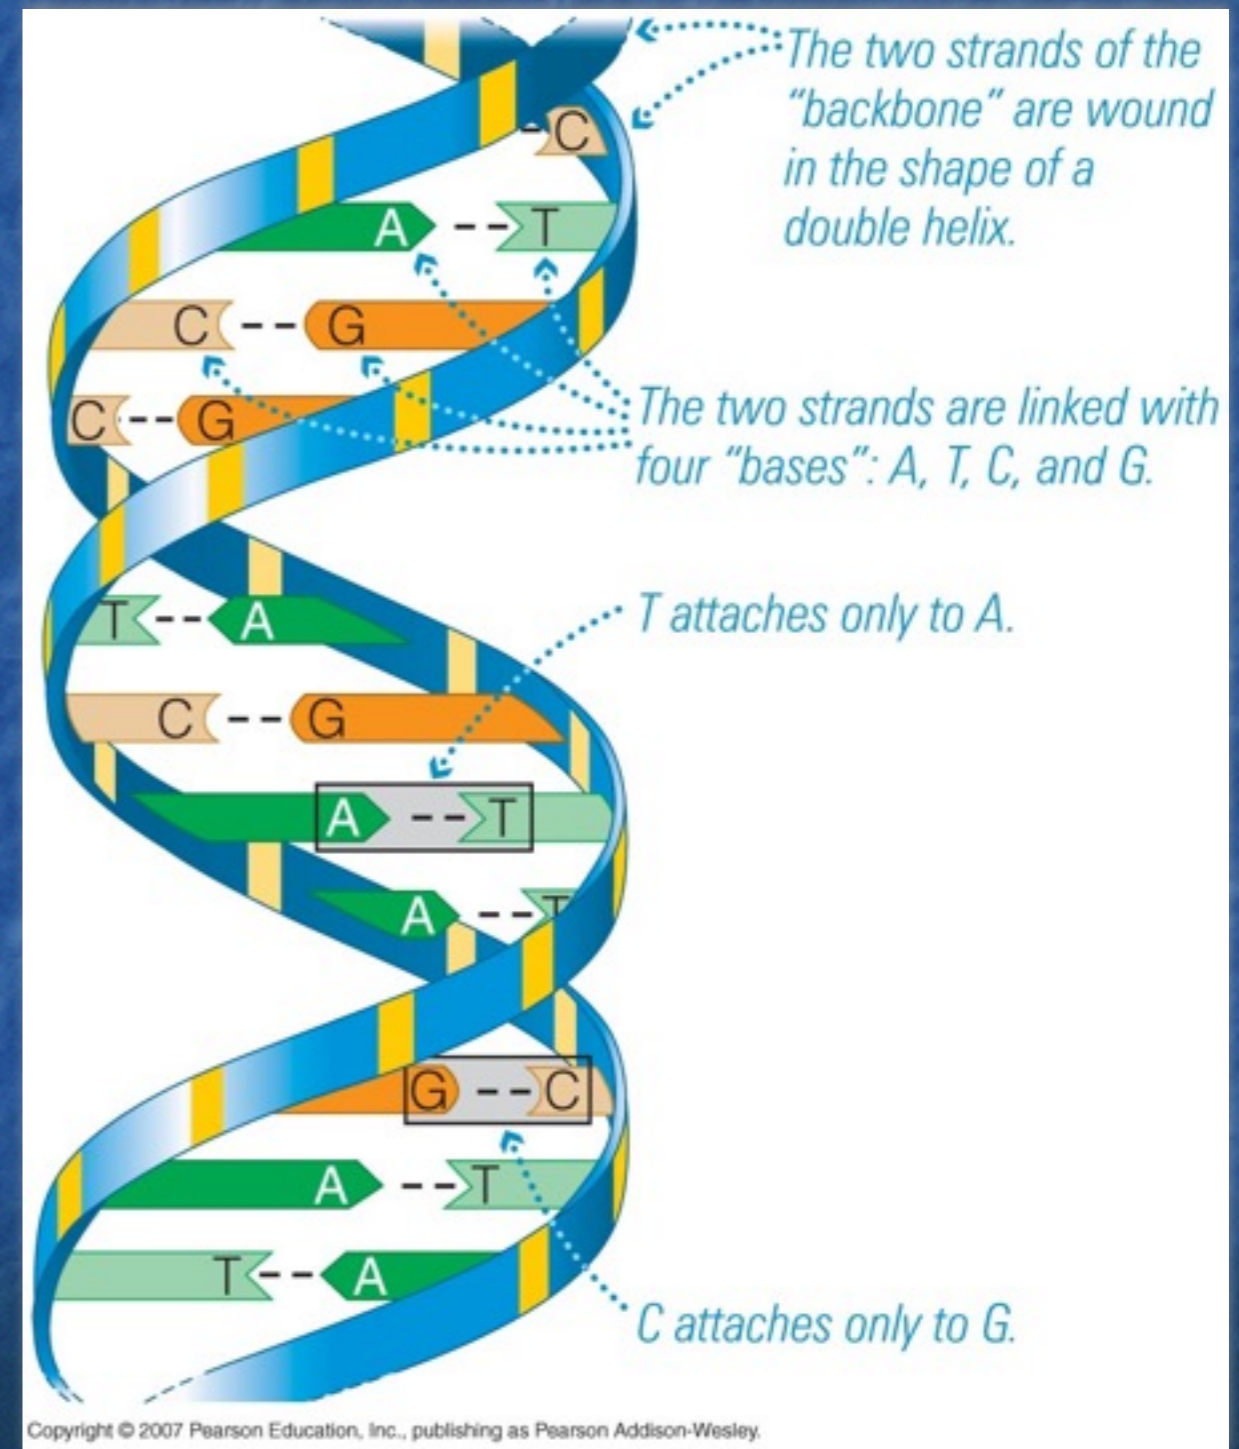 The two strands of the
“backbone” are wound
in the shape of a
double helix.
C
A -- T
C -- G
C -- G
The two strands are linked with
four “bases”: A, T, C, and G.
T -- A
T attaches only to A.
C -- G
A -- T
A -- T
G -- C
A -- T
T -- A
C attaches only to G.
Copyright © 2007 Pearson Education, Inc., publishing as Pearson Addison-Wesley.